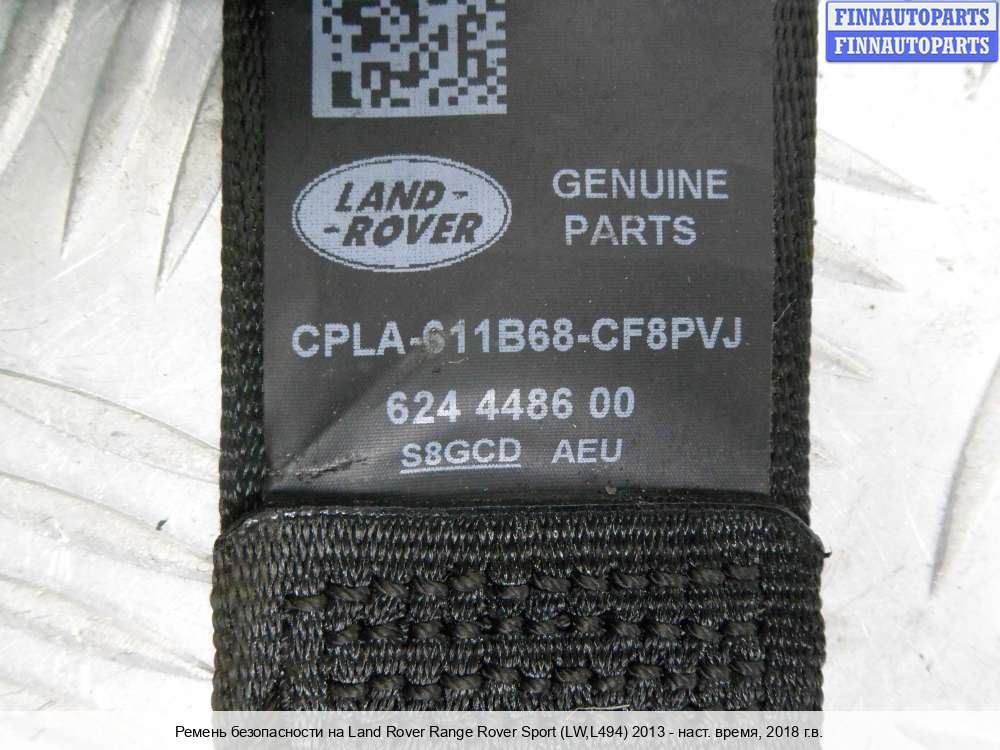 FINNAUTOPARTS
FINNAUTOPARTS
LAND-
-ROVER
GENUINE
PARTS
CPLA-611B68-CF8PVJ
624 4486 00
S8GCD AEU
Ремень безопасности на Land Rover Range Rover Sport (LW,L494) 2013 - наст. время, 2018 г.в.